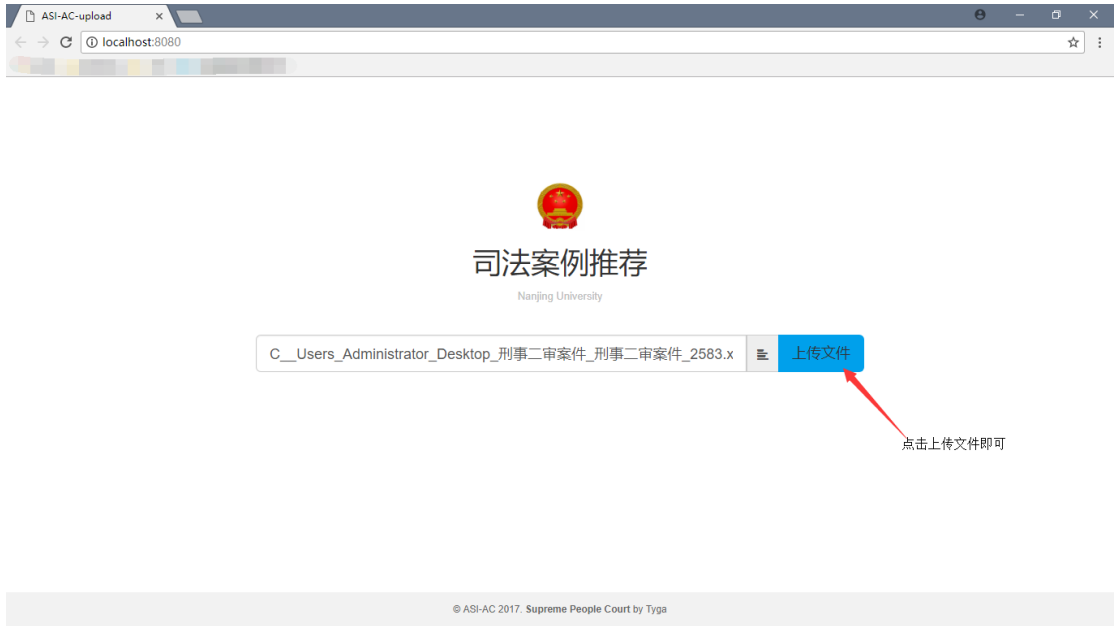 ASI-AC-upload
localhost:8080
司法案例推荐
Nanjing University
C__Users_Administrator_Desktop_刑事二审案件_刑事二审案件_2583.x
上传文件
点击上传文件即可
© ASI-AC 2017. Supreme People Court by Tyga